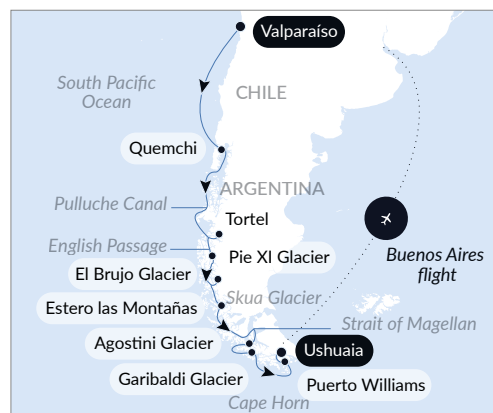 Valparaíso
South Pacific
Ocean
CHILE
Quemchi
ARGENTINA
Pulluche Canal
Tortel
English Passage
Pie XI Glacier
Buenos Aires
flight
El Brujo Glacier
Skua Glacier
Estero las Montañas
Strait of Magellan
Agostini Glacier
Ushuaia
Garibaldi Glacier
Puerto Williams
Cape Horn